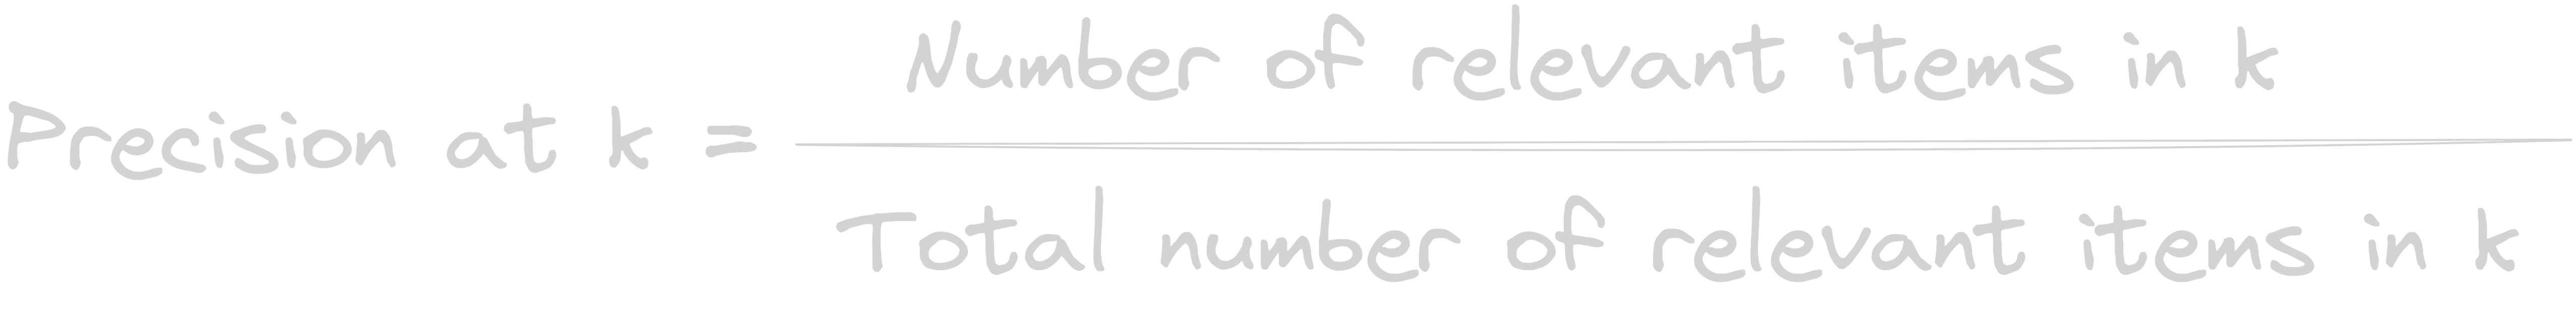 Number of relevant items in k
Precision at k =
Total number of relevant items in k